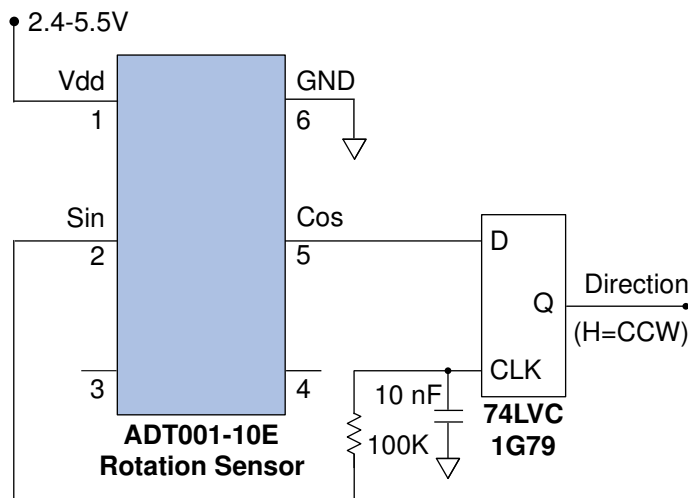 2.4-5.5V
Vdd
GND
1
6
Sin
Cos
2
5
D
Direction
Q
(H=CCW)
CLK
3
4
10 nF
74LVC
1G79
100K
ADT001-10E
Rotation Sensor